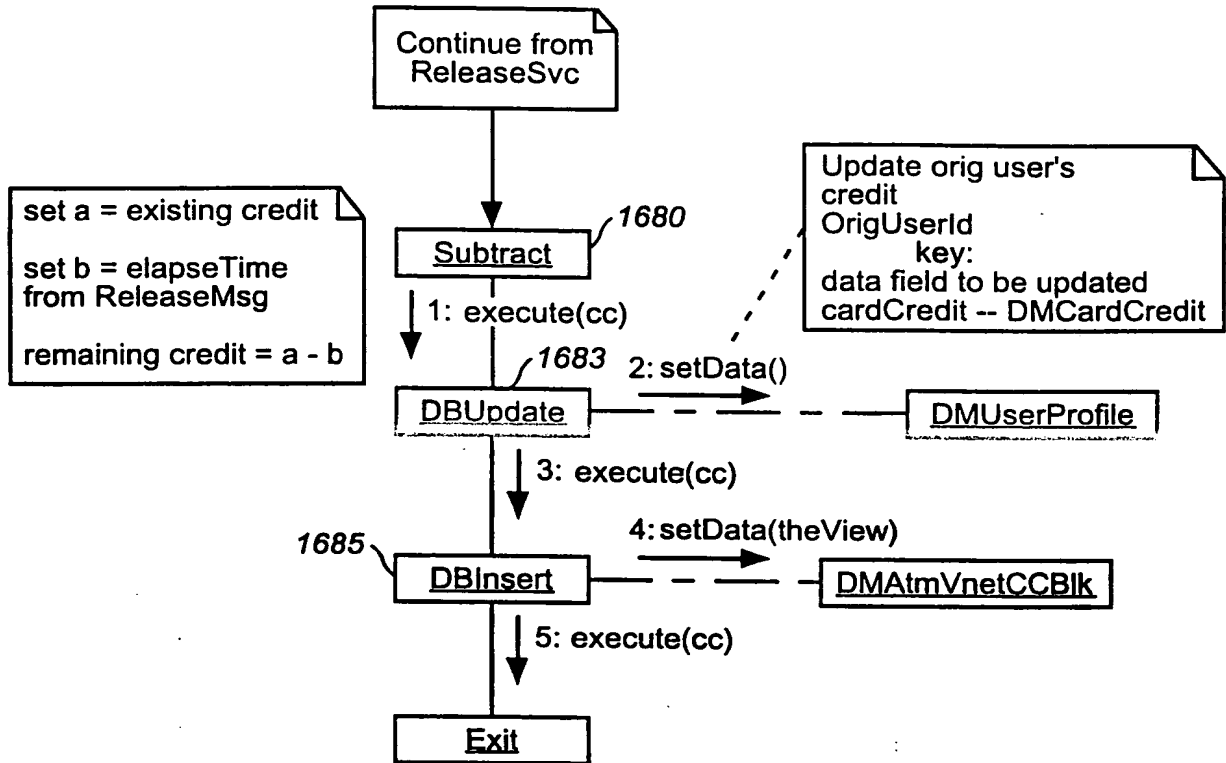 Continue from
ReleaseSvc
Update orig user's
credit
OrigUserId
key:
data field to be updated
cardCredit -- DMCardCredit
set a = existing credit
set b = elapseTime
from ReleaseMsg
remaining credit = a - b
1680
Subtract
1: execute(cc)
1683
2: setData()
DBUpdate
DMUserProfile
3: execute(cc)
4: setData(theView)
1685
DBInsert
DMAtmVnetCCBlk
5: execute(cc)
Exit